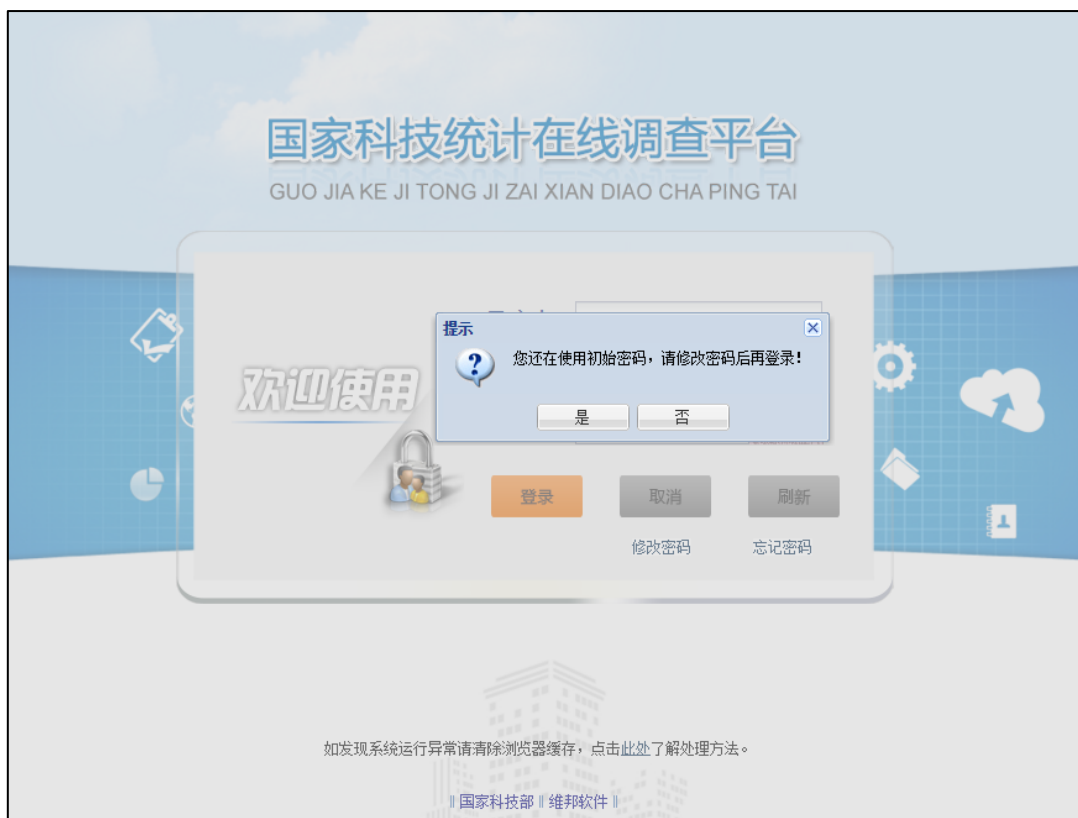 国家科技统计在线调查平台
GUO JIA KE JI TONG JI ZAI XIAN DIAO CHA PING TAI
提示
您还在使用初始密码，请修改密码后再登录！
是 否
欢迎使用
登录 取消 刷新
修改密码 忘记密码
如发现系统运行异常请清除浏览器缓存，点击此处了解处理方法。
‖国家科技部‖维邦软件‖